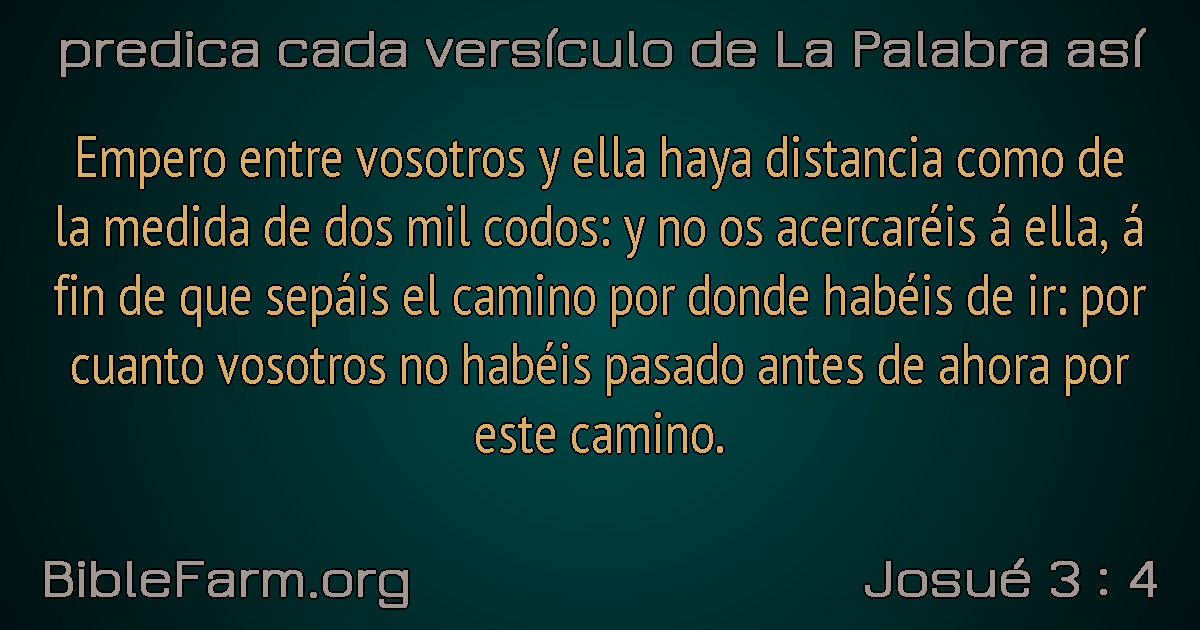 predica cada versículo de La Palabra así
Empero entre vosotros y ella haya distancia como de
la medida de dos mil codos: y no os acercaréis á ella, á
fin de que sepáis el camino por donde habéis de ir: por
cuanto vosotros no habéis pasado antes de ahora por
este camino.
BibleFarm.org
Josué 3 : 4